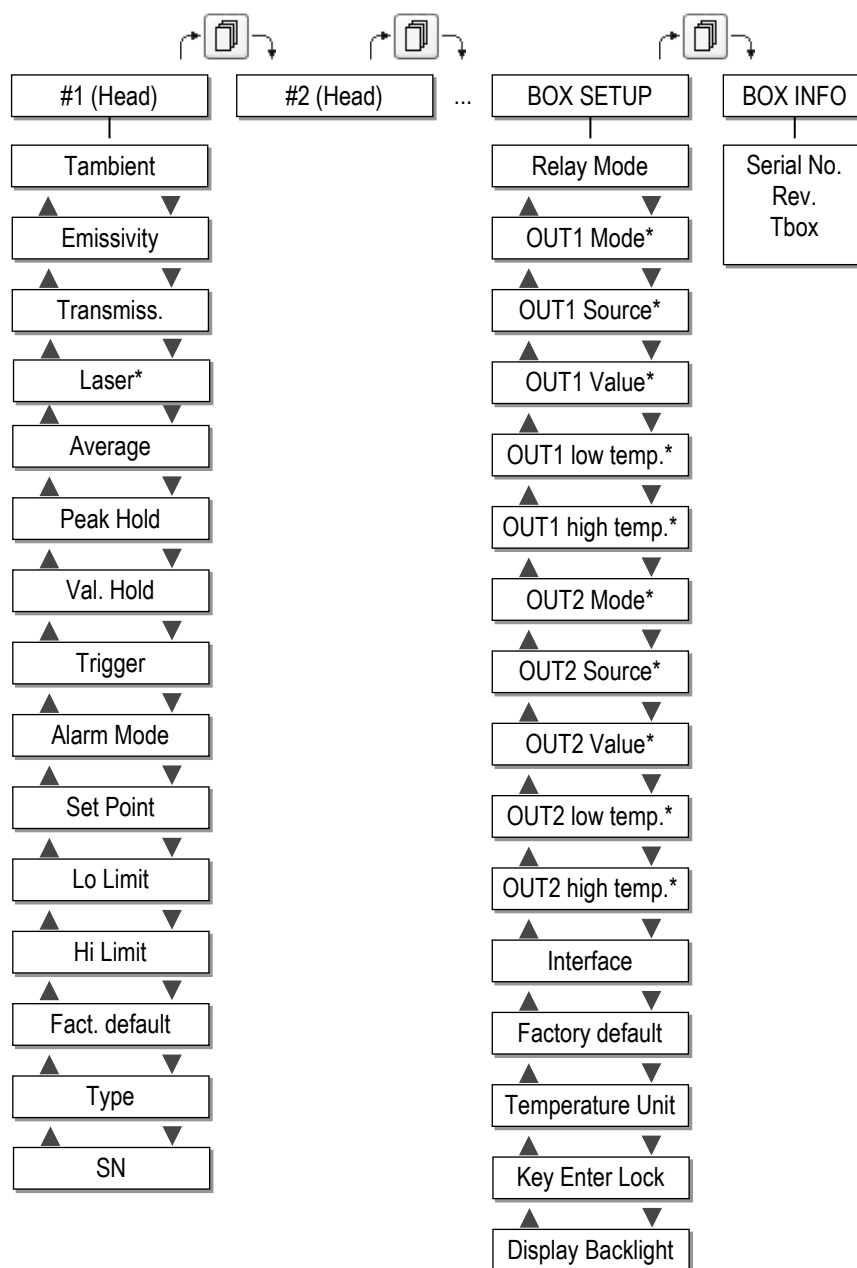 #1 (Head)
#2 (Head)
...
BOX SETUP
BOX INFO
Tambient
Emissivity
Transmiss.
Laser*
Average
Peak Hold
Val. Hold
Trigger
Alarm Mode
Set Point
Lo Limit
Hi Limit
Fact. default
Type
SN
Relay Mode
OUT1 Mode*
OUT1 Source*
OUT1 Value*
OUT1 low temp.*
OUT1 high temp.*
OUT2 Mode*
OUT2 Source*
OUT2 Value*
OUT2 low temp.*
OUT2 high temp.*
Interface
Factory default
Temperature Unit
Key Enter Lock
Display Backlight
Serial No.
Rev.
Tbox